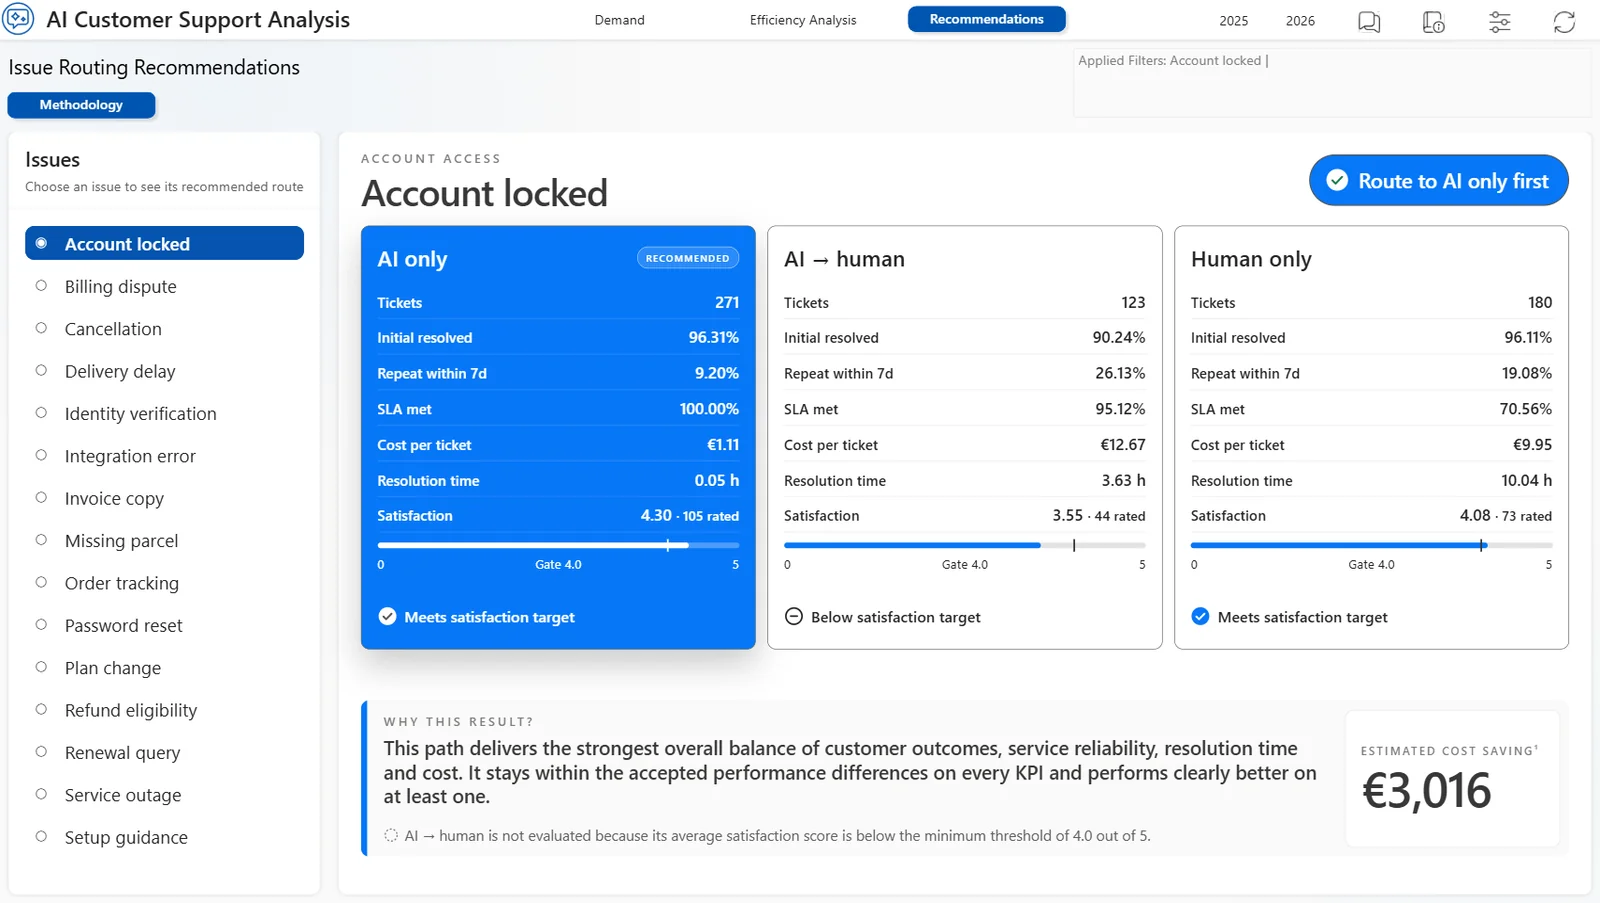 AI Customer Support Analysis
Demand
Efficiency Analysis
Recommendations
2025
2026
Issue Routing Recommendations
Applied Filters: Account locked |
Methodology
Issues
Choose an issue to see its recommended route
Account locked
Billing dispute
Cancellation
Delivery delay
Identity verification
Integration error
Invoice copy
Missing parcel
Order tracking
Password reset
Plan change
Refund eligibility
Renewal query
Service outage
Setup guidance
ACCOUNT ACCESS
Account locked
Route to AI only first
AI only
RECOMMENDED
Tickets 271
Initial resolved 96.31%
Repeat within 7d 9.20%
SLA met 100.00%
Cost per ticket €1.11
Resolution time 0.05 h
Satisfaction 4.30 · 105 rated
0 Gate 4.0 5
Meets satisfaction target
AI → human
Tickets 123
Initial resolved 90.24%
Repeat within 7d 26.13%
SLA met 95.12%
Cost per ticket €12.67
Resolution time 3.63 h
Satisfaction 3.55 · 44 rated
0 Gate 4.0 5
Below satisfaction target
Human only
Tickets 180
Initial resolved 96.11%
Repeat within 7d 19.08%
SLA met 70.56%
Cost per ticket €9.95
Resolution time 10.04 h
Satisfaction 4.08 · 73 rated
0 Gate 4.0 5
Meets satisfaction target
WHY THIS RESULT?
This path delivers the strongest overall balance of customer outcomes, service reliability, resolution time
and cost. It stays within the accepted performance differences on every KPI and performs clearly better on
at least one.
AI → human is not evaluated because its average satisfaction score is below the minimum threshold of 4.0 out of 5.
ESTIMATED COST SAVING¹
€3,016